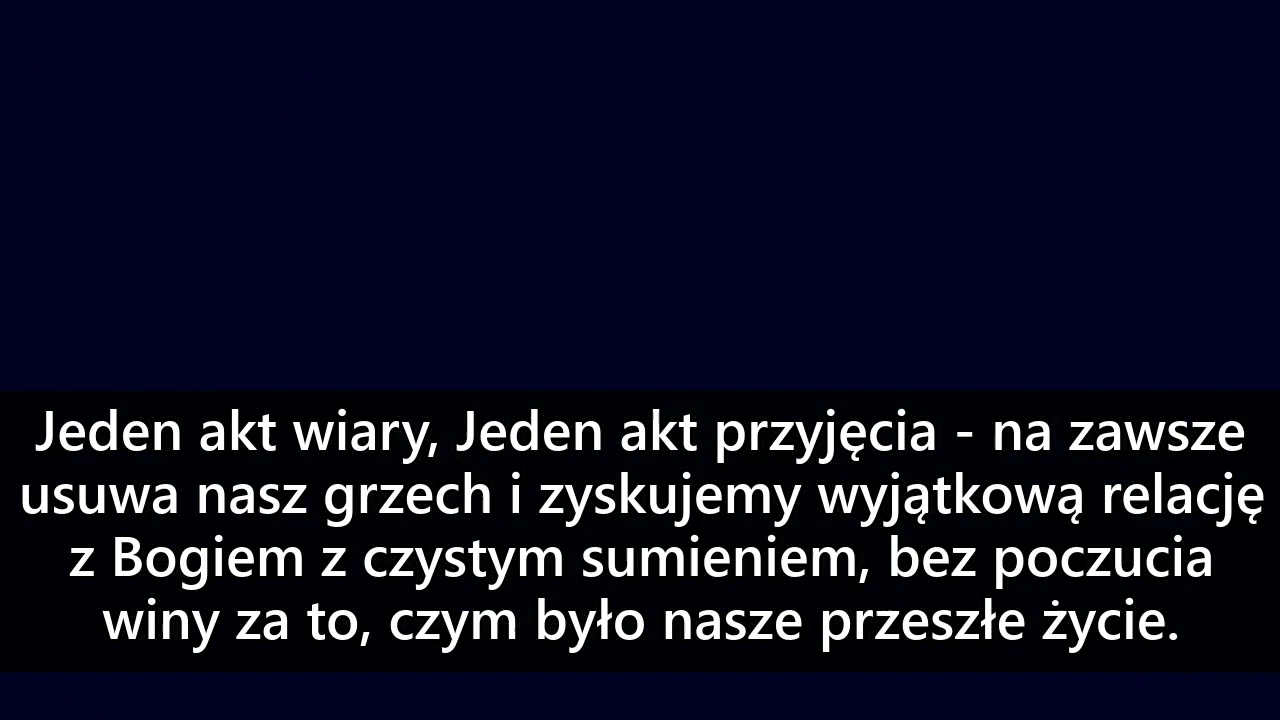 Jeden akt wiary, Jeden akt przyjęcia - na zawsze
usuwa nasz grzech i zyskujemy wyjątkową relację
z Bogiem z czystym sumieniem, bez poczucia
winy za to, czym było nasze przeszłe życie.